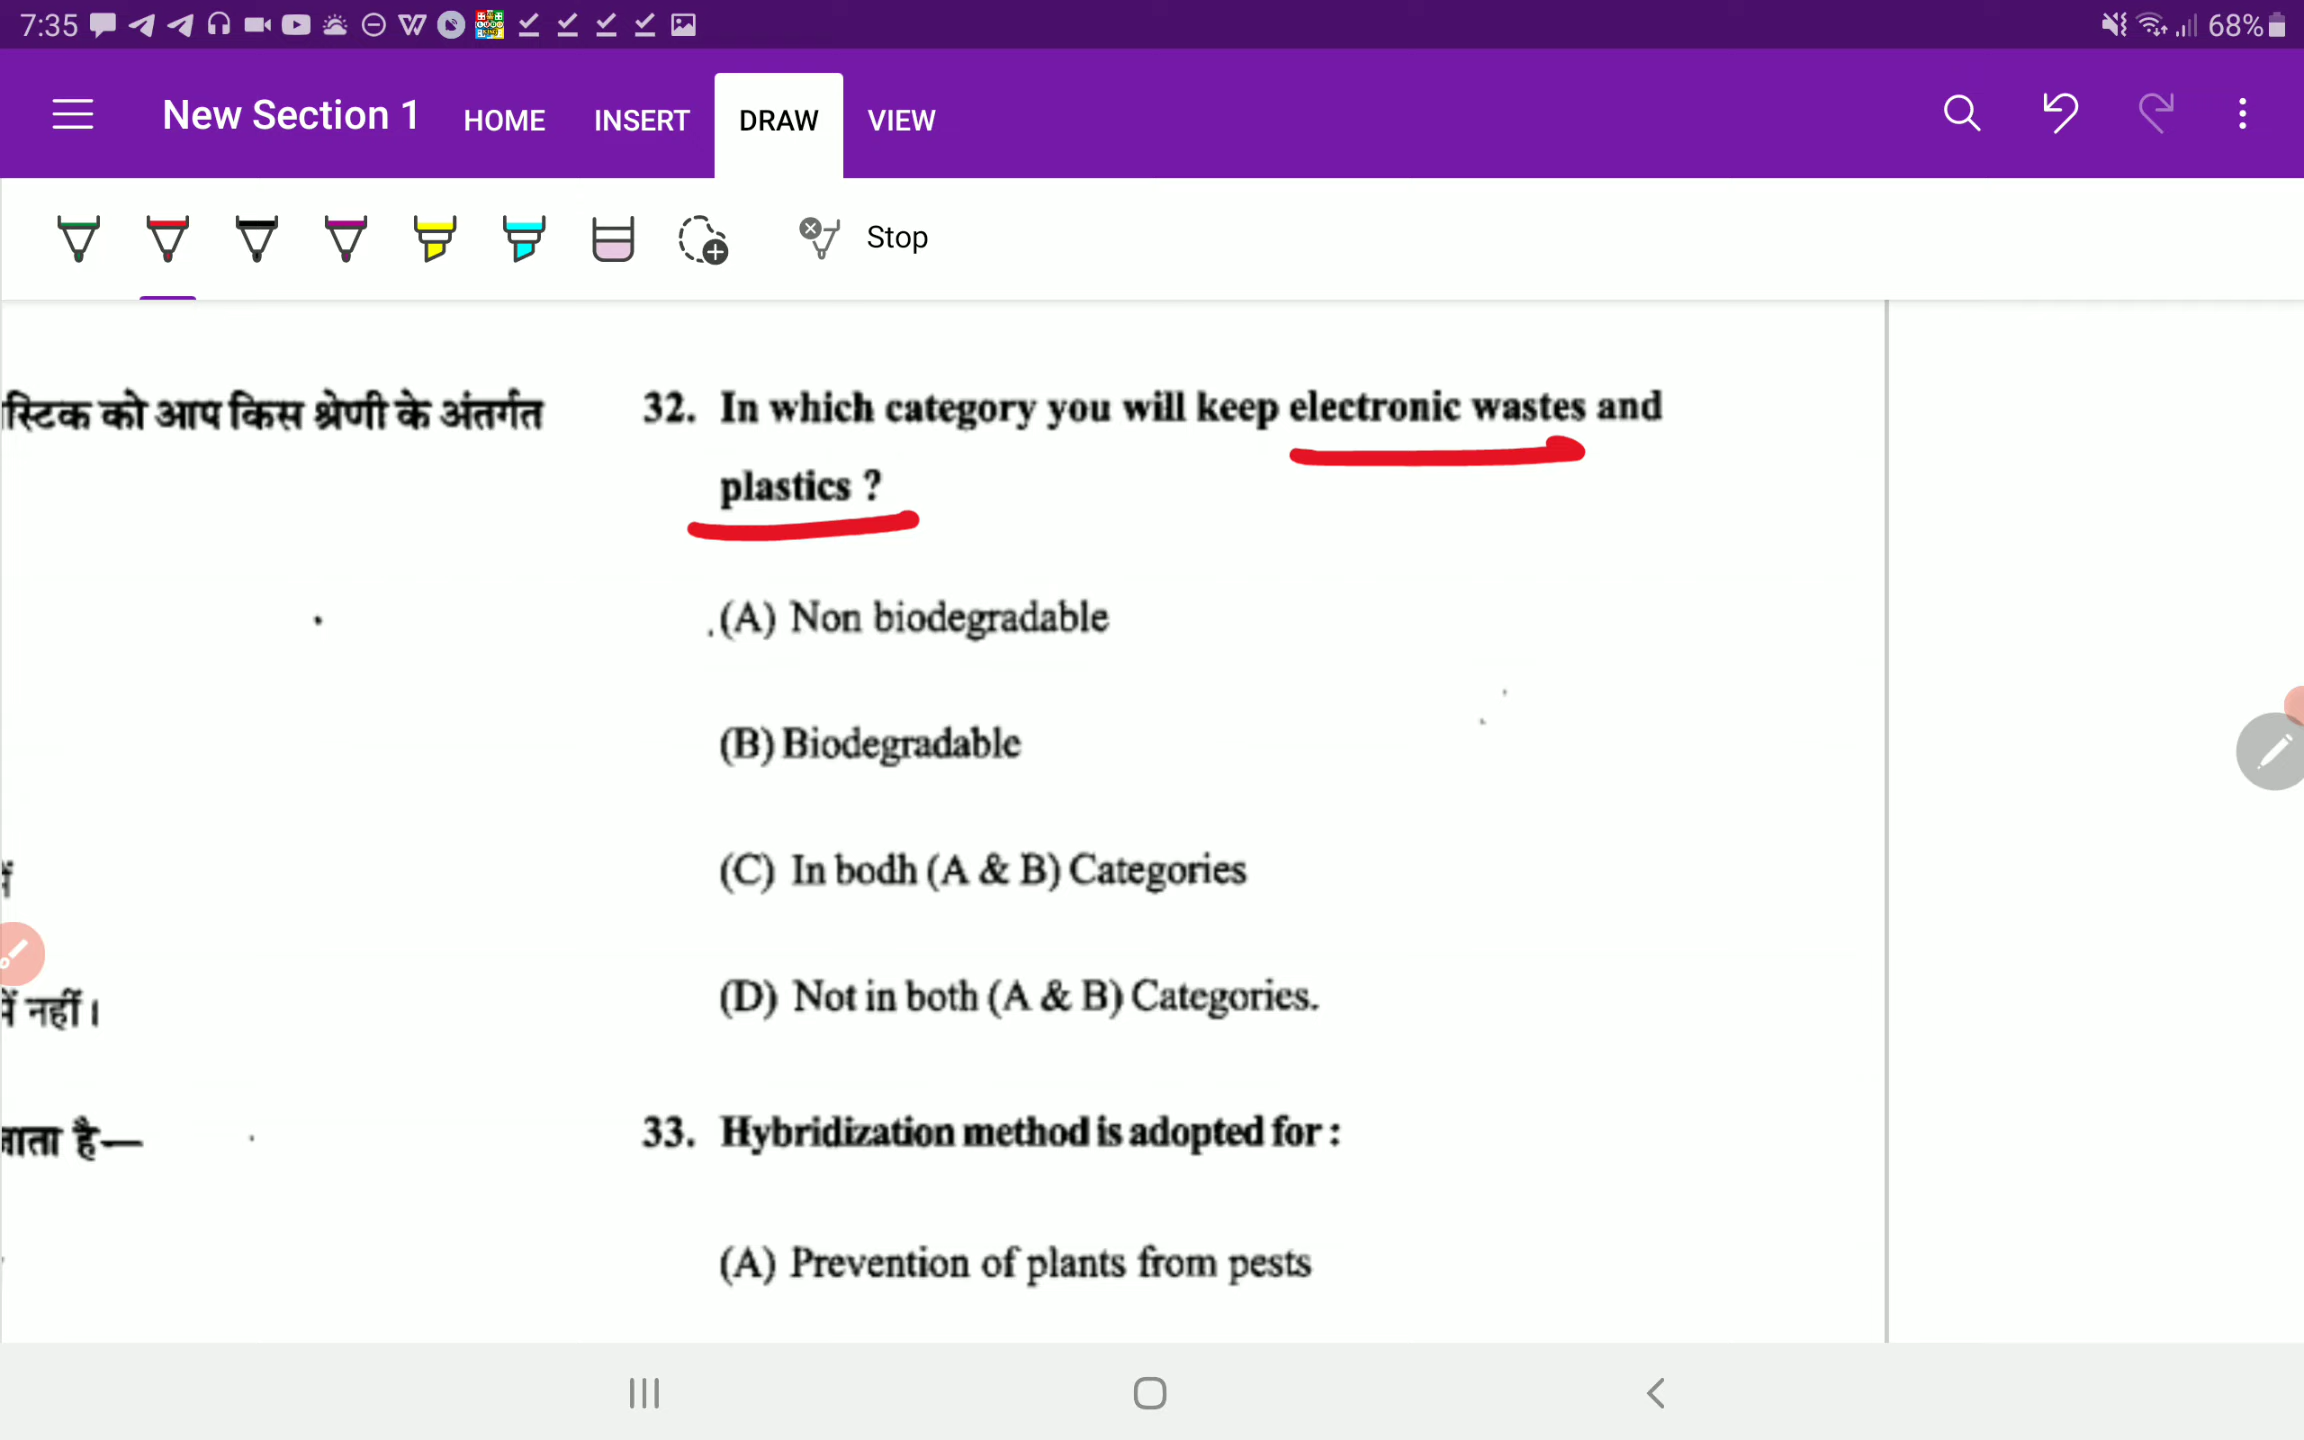 7:35
68%
New Section 1 HOME INSERT DRAW VIEW
Stop
स्टिक को आप किस श्रेणी के अंतर्गत
32. In which category you will keep electronic wastes and
plastics ?
(A) Non biodegradable
(B) Biodegradable
(C) In bodh (A & B) Categories
(D) Not in both (A & B) Categories.
में नहीं।
जाता है—
33. Hybridization method is adopted for :
(A) Prevention of plants from pests